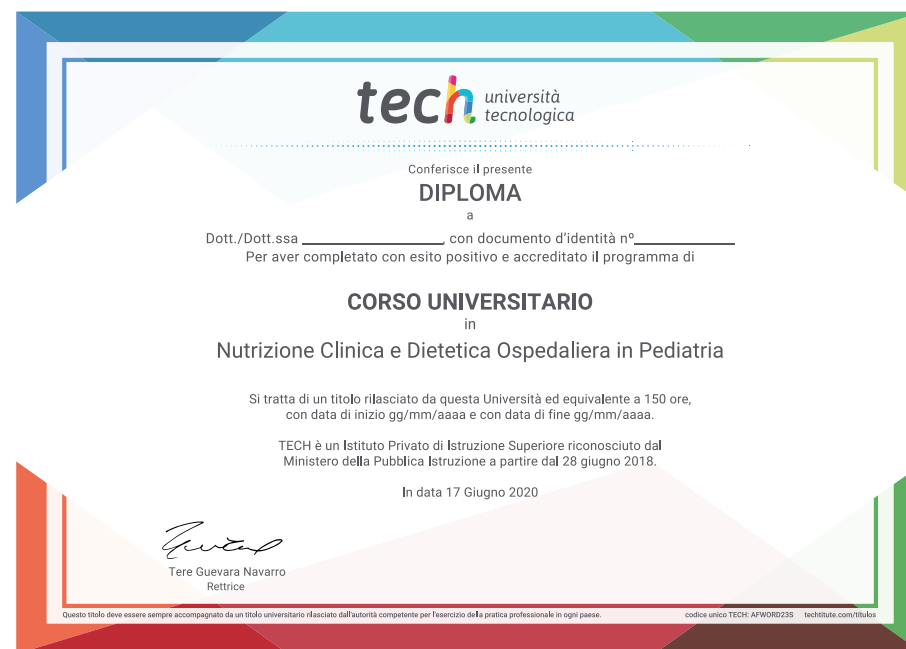 tech università
tecnologica
Conferisce il presente
DIPLOMA
a
Dott./Dott.ssa ____________________, con documento d'identità nº______________
Per aver completato con esito positivo e accreditato il programma di
CORSO UNIVERSITARIO
in
Nutrizione Clinica e Dietetica Ospedaliera in Pediatria
Si tratta di un titolo rilasciato da questa Università ed equivalente a 150 ore,
con data di inizio gg/mm/aaaa e con data di fine gg/mm/aaaa.
TECH è un Istituto Privato di Istruzione Superiore riconosciuto dal
Ministero della Pubblica Istruzione a partire dal 28 giugno 2018.
In data 17 Giugno 2020
Tere Guevara Navarro
Rettrice
Questo titolo deve essere sempre accompagnato da un titolo universitario rilasciato dall'autorità competente per l'esercizio della pratica professionale in ogni paese. codice unico TECH: AFWORD23S techtitute.com/titulos